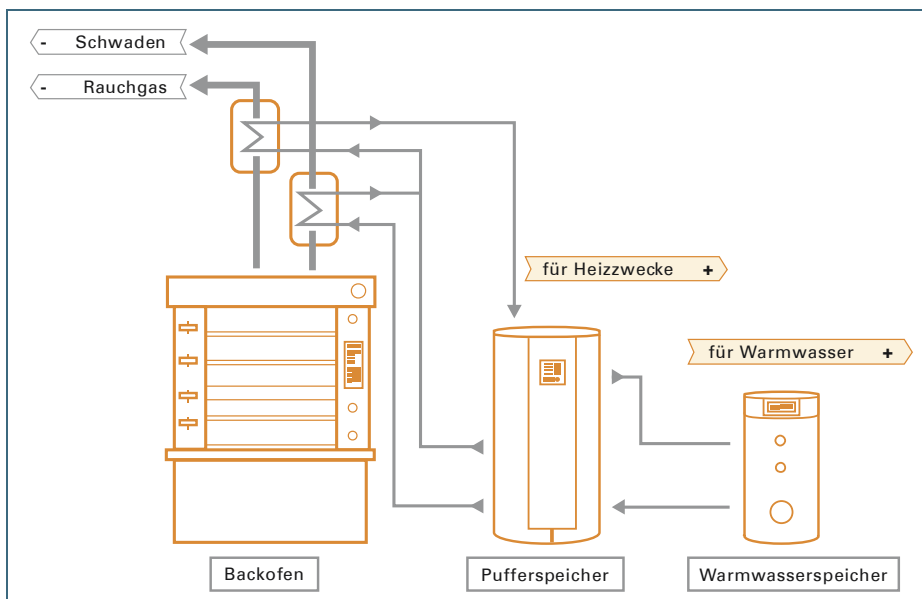 - Schwaden
- Rauchgas
für Heizzwecke +
für Warmwasser +
Backofen
Pufferspeicher
Warmwasserspeicher